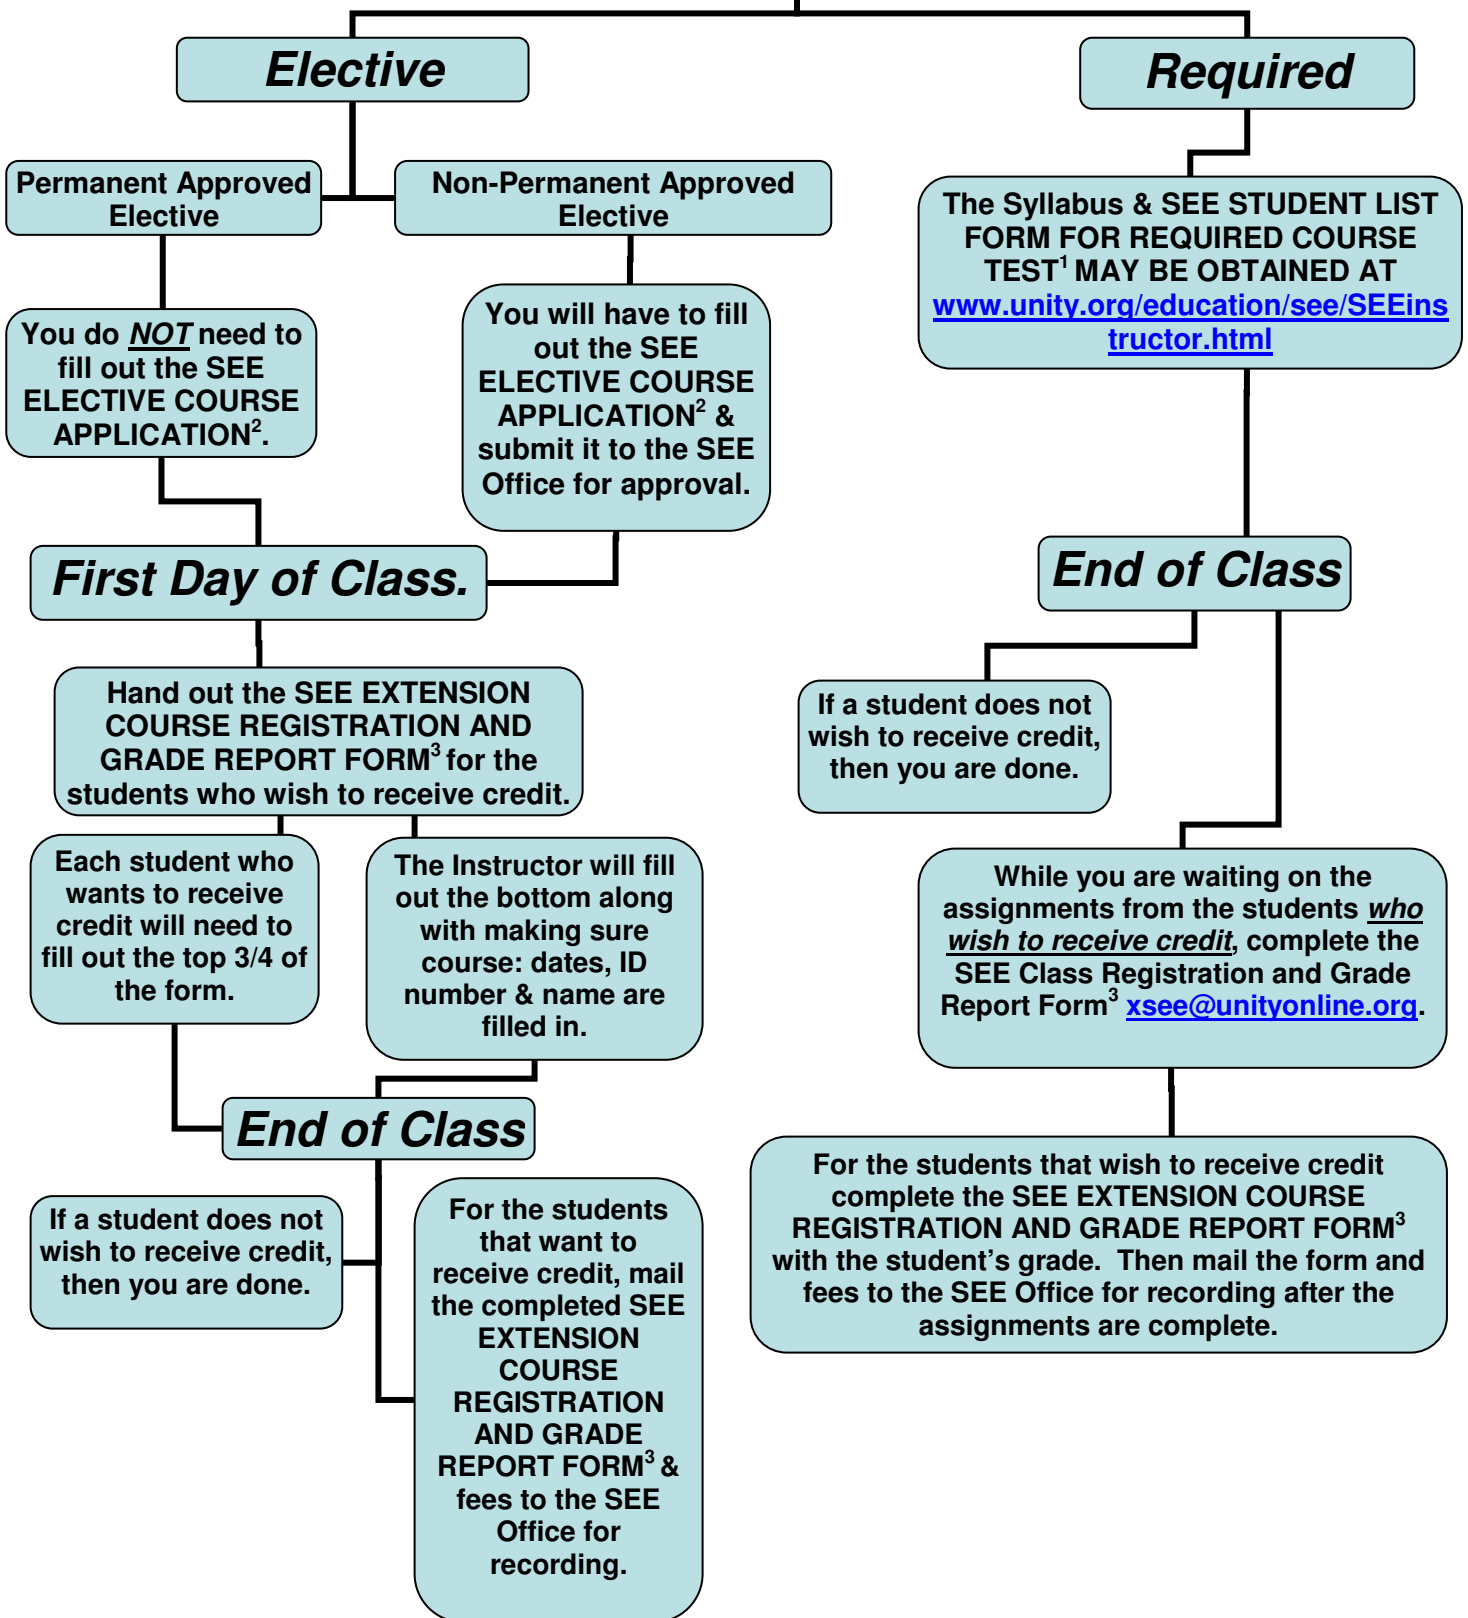 Elective
Required
Permanent Approved
Elective
Non-Permanent Approved
Elective
The Syllabus & SEE STUDENT LIST
FORM FOR REQUIRED COURSE
TEST¹ MAY BE OBTAINED AT
www.unity.org/education/see/SEEins
tructor.html
You do NOT need to
fill out the SEE
ELECTIVE COURSE
APPLICATION².
You will have to fill
out the SEE
ELECTIVE COURSE
APPLICATION² &
submit it to the SEE
Office for approval.
First Day of Class.
End of Class
Hand out the SEE EXTENSION
COURSE REGISTRATION AND
GRADE REPORT FORM³ for the
students who wish to receive credit.
If a student does not
wish to receive credit,
then you are done.
Each student who
wants to receive
credit will need to
fill out the top 3/4 of
the form.
The Instructor will fill
out the bottom along
with making sure
course: dates, ID
number & name are
filled in.
While you are waiting on the
assignments from the students who
wish to receive credit, complete the
SEE Class Registration and Grade
Report Form³ xsee@unityonline.org.
End of Class
If a student does not
wish to receive credit,
then you are done.
For the students
that want to
receive credit, mail
the completed SEE
EXTENSION
COURSE
REGISTRATION
AND GRADE
REPORT FORM³ &
fees to the SEE
Office for
recording.
For the students that wish to receive credit
complete the SEE EXTENSION COURSE
REGISTRATION AND GRADE REPORT FORM³
with the student's grade. Then mail the form and
fees to the SEE Office for recording after the
assignments are complete.